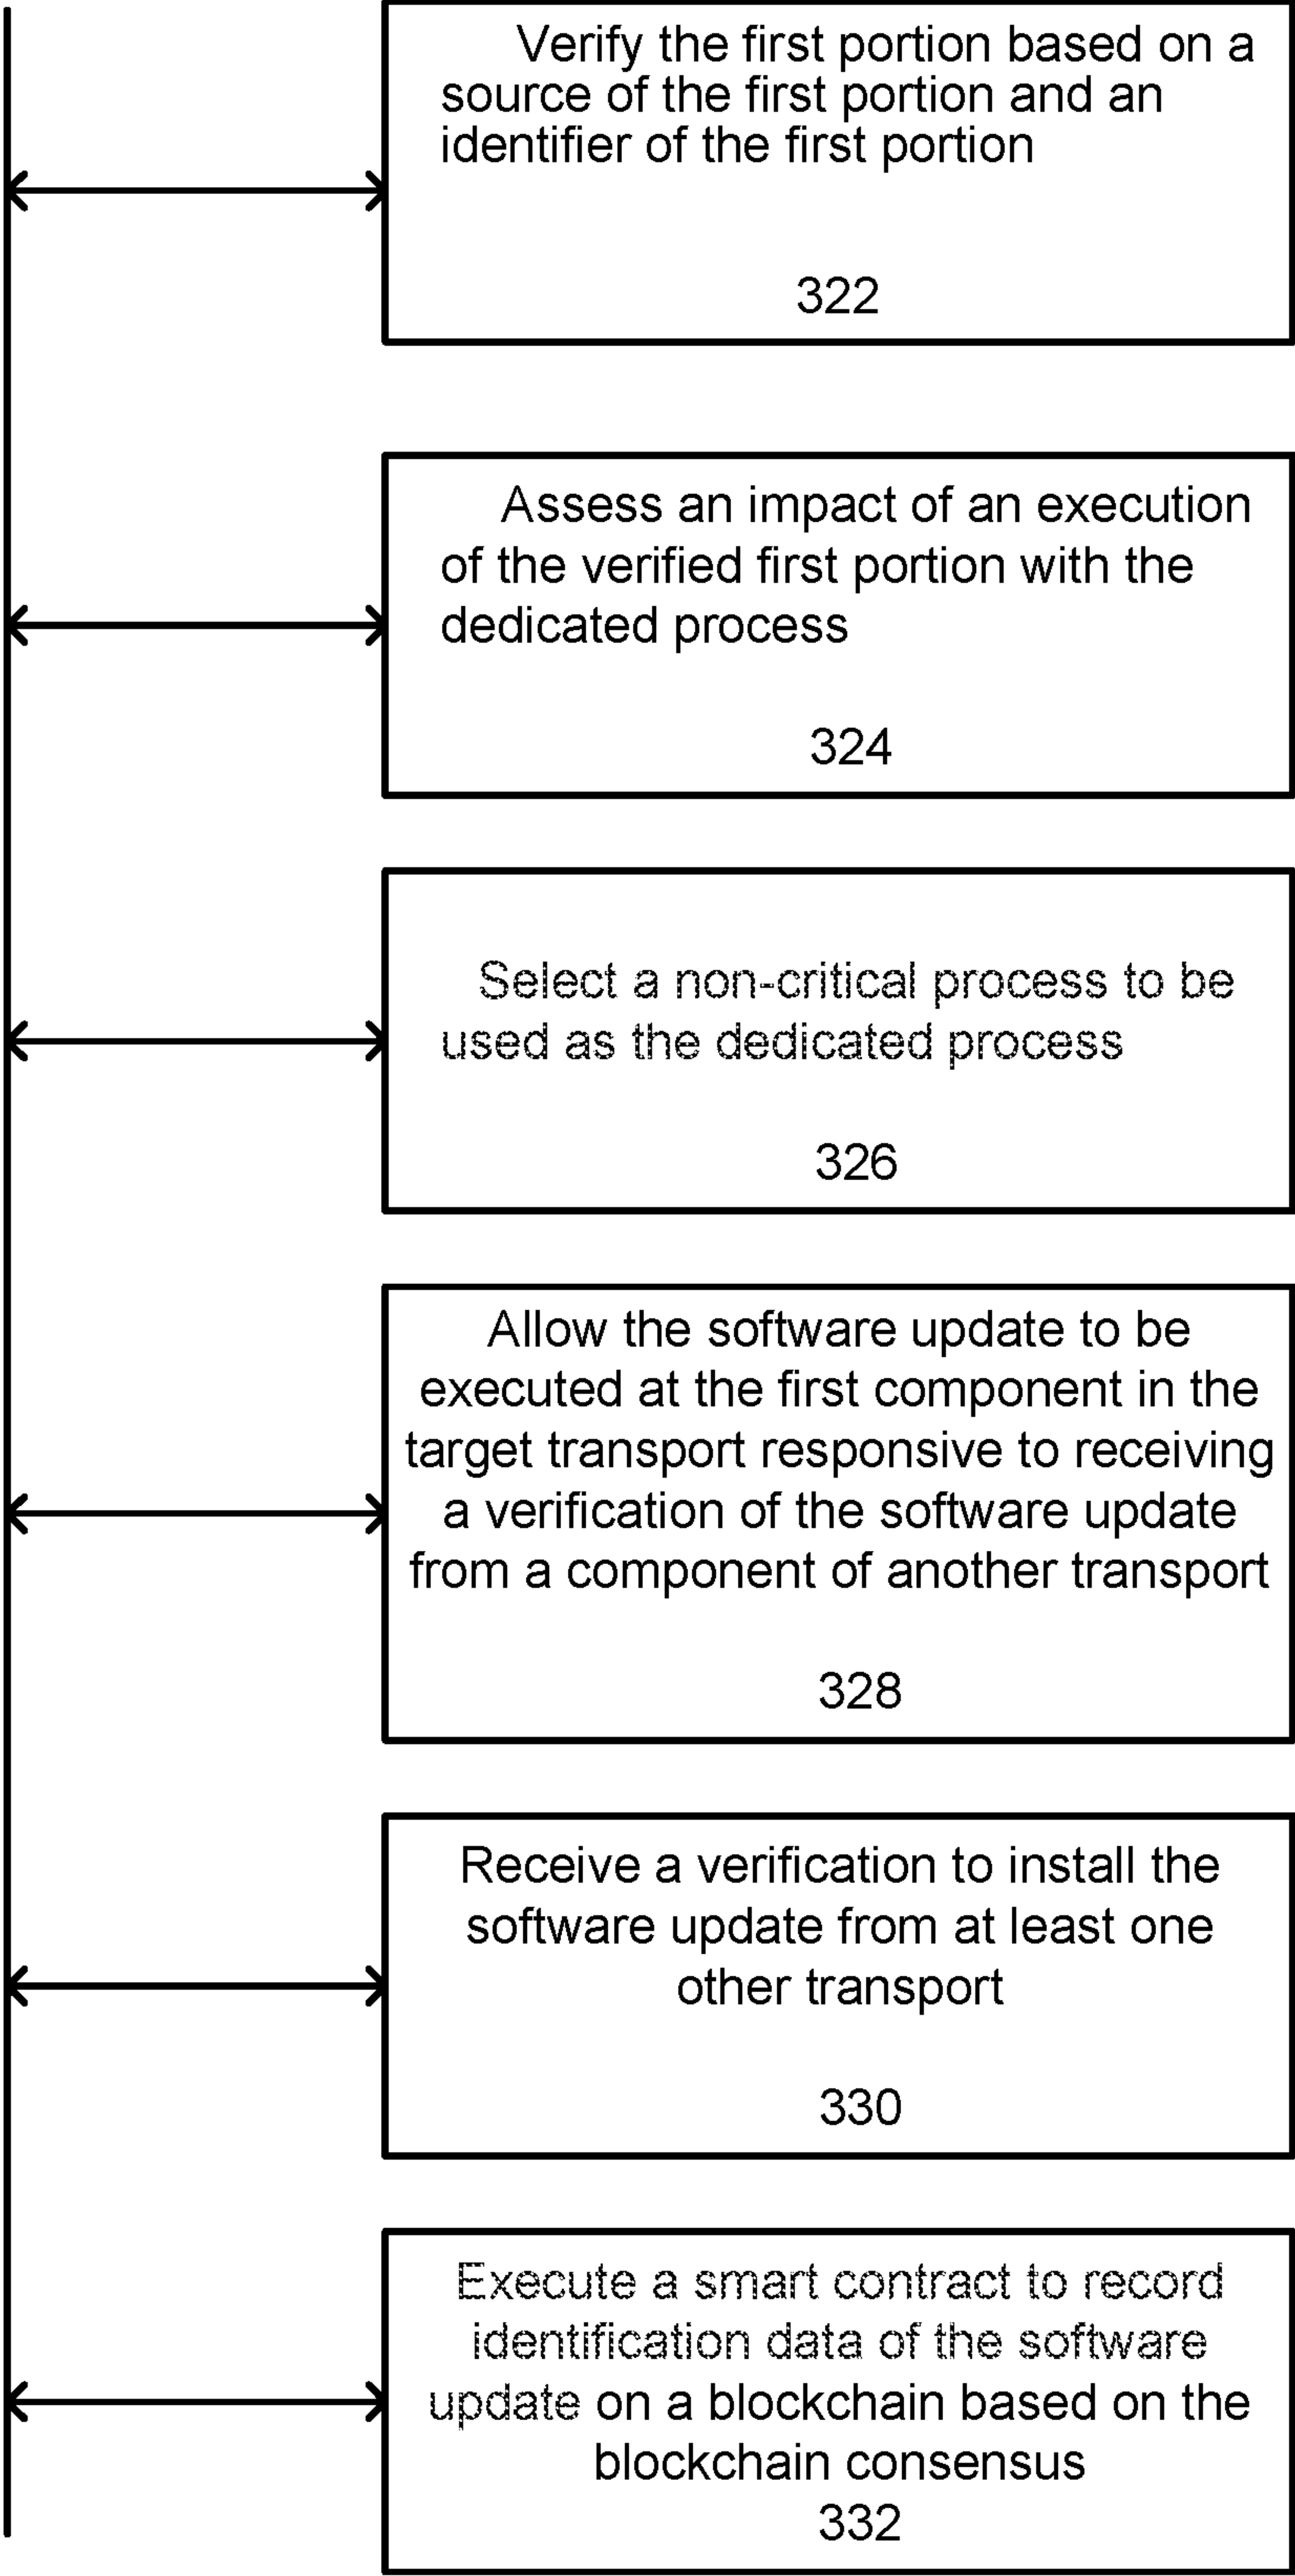 Verify the first portion based on a
source of the first portion and an
identifier of the first portion
322
Assess an impact of an execution
of the verified first portion with the
dedicated process
324
Select a non-critical process to be
used as the dedicated process
326
Allow the software update to be
executed at the first component in the
target transport responsive to receiving
a verification of the software update
from a component of another transport
328
Receive a verification to install the
software update from at least one
other transport
330
Execute a smart contract to record
identification data of the software
update on a blockchain based on the
blockchain consensus
332